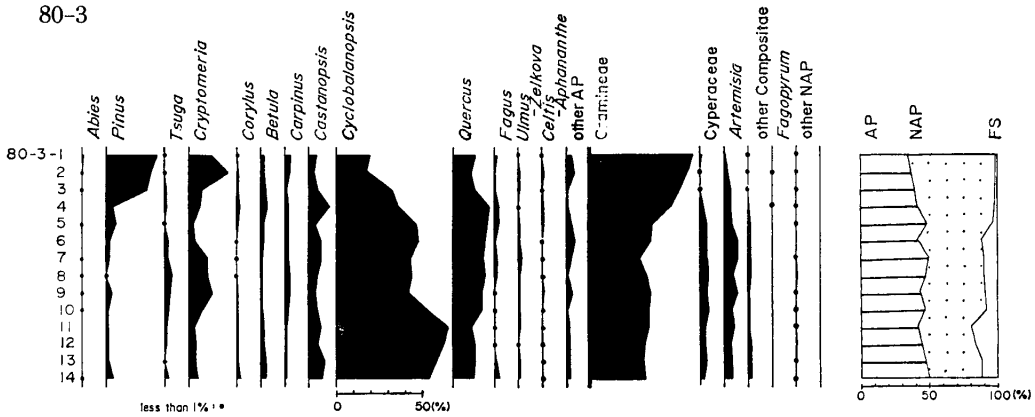 80-3
Abies
Pinus
Tsuga
Cryptomeria
Corylus
Betula
Carpinus
Castanopsis
Cyclobalanopsis
Quercus
Fagus
Ulmus
-Zelkova
Celtis
-Aphananthe
other AP
Gramineae
Cyperaceae
Artemisia
other Compositae
Fagopyrum
other NAP
AP
NAP
FS
80-3-1
2
3
4
5
6
7
8
9
10
11
12
13
14
less than 1% : •
0 50(%)
0 50 100(%)